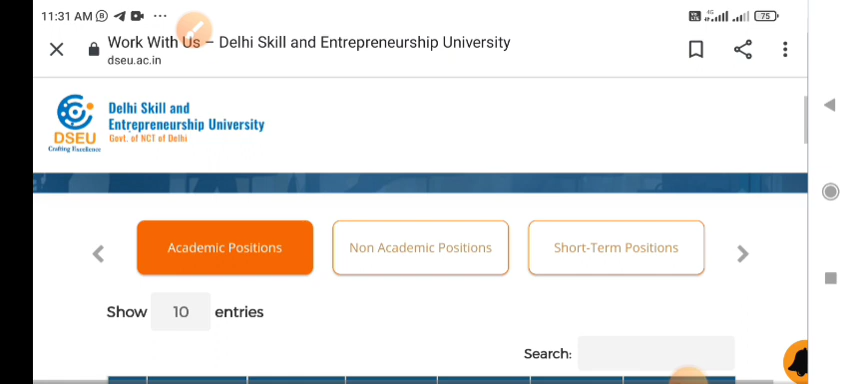 11:31 AM
4G
75
Work With Us – Delhi Skill and Entrepreneurship University
dseu.ac.in
Delhi Skill and
Entrepreneurship University
Govt. of NCT of Delhi
DSEU
Crafting Excellence
Academic Positions
Non Academic Positions
Short-Term Positions
Show 10 entries
Search: